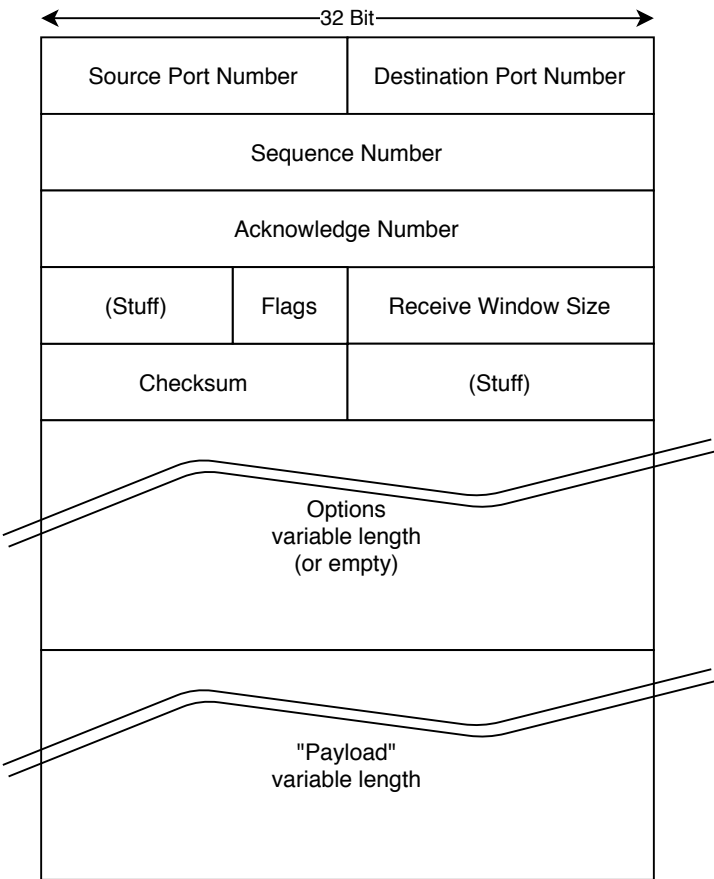 32 Bit
Source Port Number
Destination Port Number
Sequence Number
Acknowledge Number
(Stuff)
Flags
Receive Window Size
Checksum
(Stuff)
Options
variable length
(or empty)
"Payload"
variable length